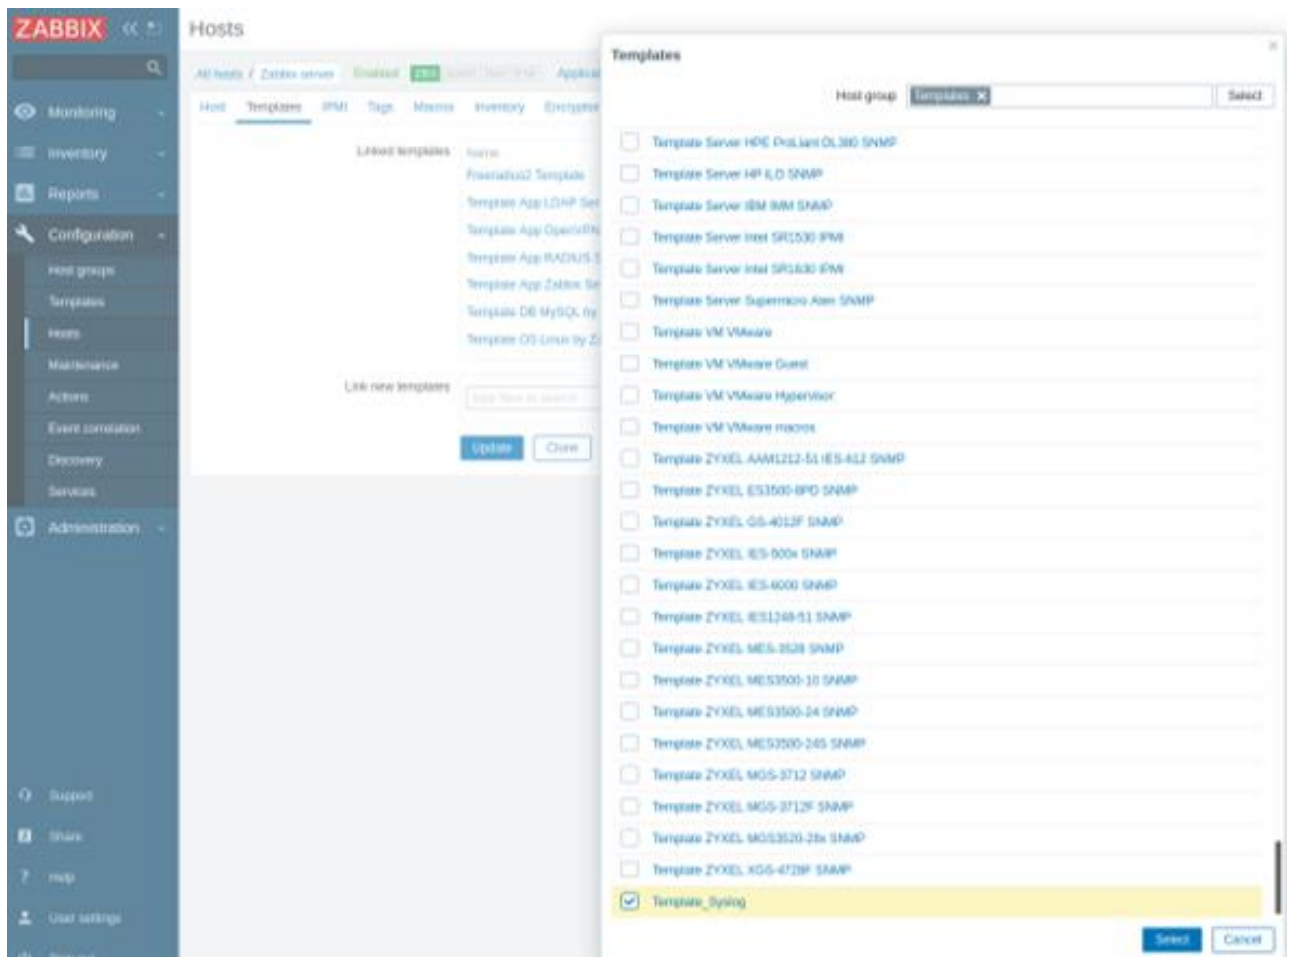 ZABBIX
Hosts
All hosts / Zabbix server Enabled ZBX
Host Templates IPMI Tags Macros Inventory
Monitoring
Inventory
Reports
Configuration
Host groups
Templates
Hosts
Maintenance
Actions
Event correlation
Discovery
Services
Administration
Support
Share
Help
User settings
Linked templates
Name
Freeradius2 Template
Template App LDAP
Template App OpenVPN
Template App RADIUS
Template App Zabbix Se
Template DB MySQL by
Template OS Linux by Z
Link new templates
type here to search
Update Clone
Templates
Host group Templates Select
Template Server HPE ProLiant DL380 SNMP
Template Server HP iLO SNMP
Template Server IBM IMM SNMP
Template Server Intel SR1530 IPMI
Template Server Intel SR1630 IPMI
Template Server Supermicro Aten SNMP
Template VM VMware
Template VM VMware Guest
Template VM VMware Hypervisor
Template VM VMware macros
Template ZYXEL AAM1212-51 IES-612 SNMP
Template ZYXEL ES3500-8PD SNMP
Template ZYXEL GS-4012F SNMP
Template ZYXEL IES-500x SNMP
Template ZYXEL IES-6000 SNMP
Template ZYXEL IES1248-51 SNMP
Template ZYXEL MES-3528 SNMP
Template ZYXEL MES3500-10 SNMP
Template ZYXEL MES3500-24 SNMP
Template ZYXEL MES3500-24S SNMP
Template ZYXEL MGS-3712 SNMP
Template ZYXEL MGS-3712F SNMP
Template ZYXEL MGS3520-28x SNMP
Template ZYXEL XGS-4728F SNMP
Template_Syslog
Select Cancel